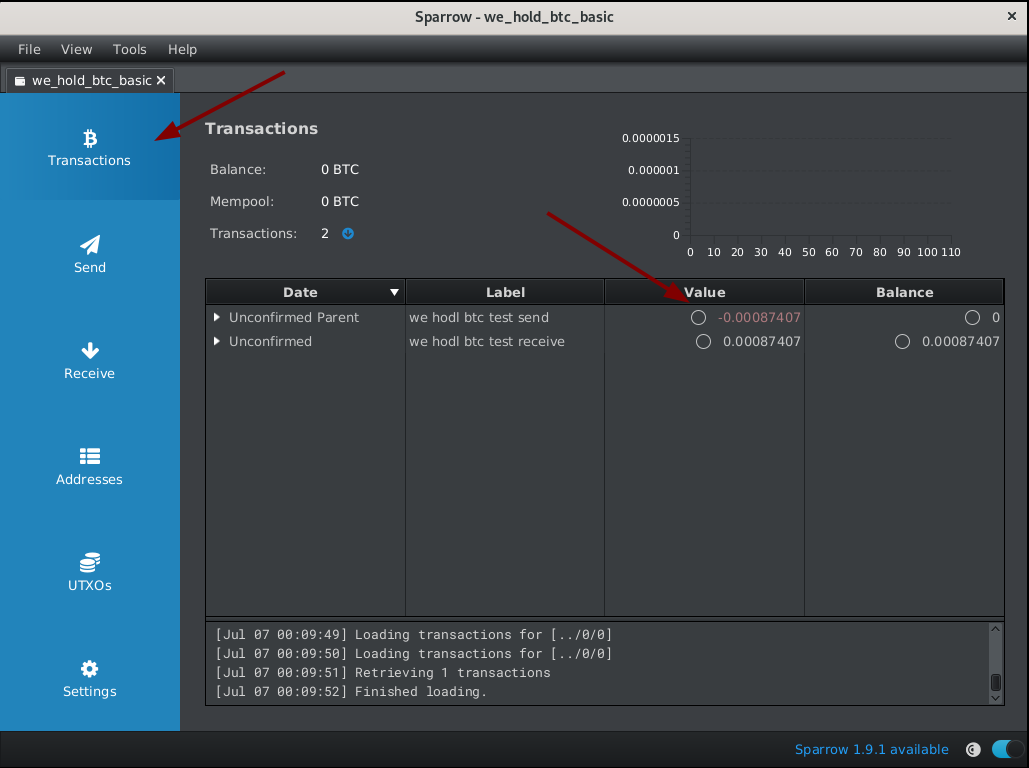 Sparrow - we_hold_btc_basic
File View Tools Help
we_hold_btc_basic
Transactions
Send
Receive
Addresses
UTXOs
Settings
Transactions
Balance: 0 BTC
Mempool: 0 BTC
Transactions: 2
0.0000015
0.000001
0.0000005
0
0 10 20 30 40 50 60 70 80 90 100 110
Date Label Value Balance
Unconfirmed Parent we hodl btc test send -0.00087407 0
Unconfirmed we hodl btc test receive 0.00087407 0.00087407
[Jul 07 00:09:49] Loading transactions for [../0/0]
[Jul 07 00:09:50] Loading transactions for [../0/0]
[Jul 07 00:09:51] Retrieving 1 transactions
[Jul 07 00:09:52] Finished loading.
Sparrow 1.9.1 available